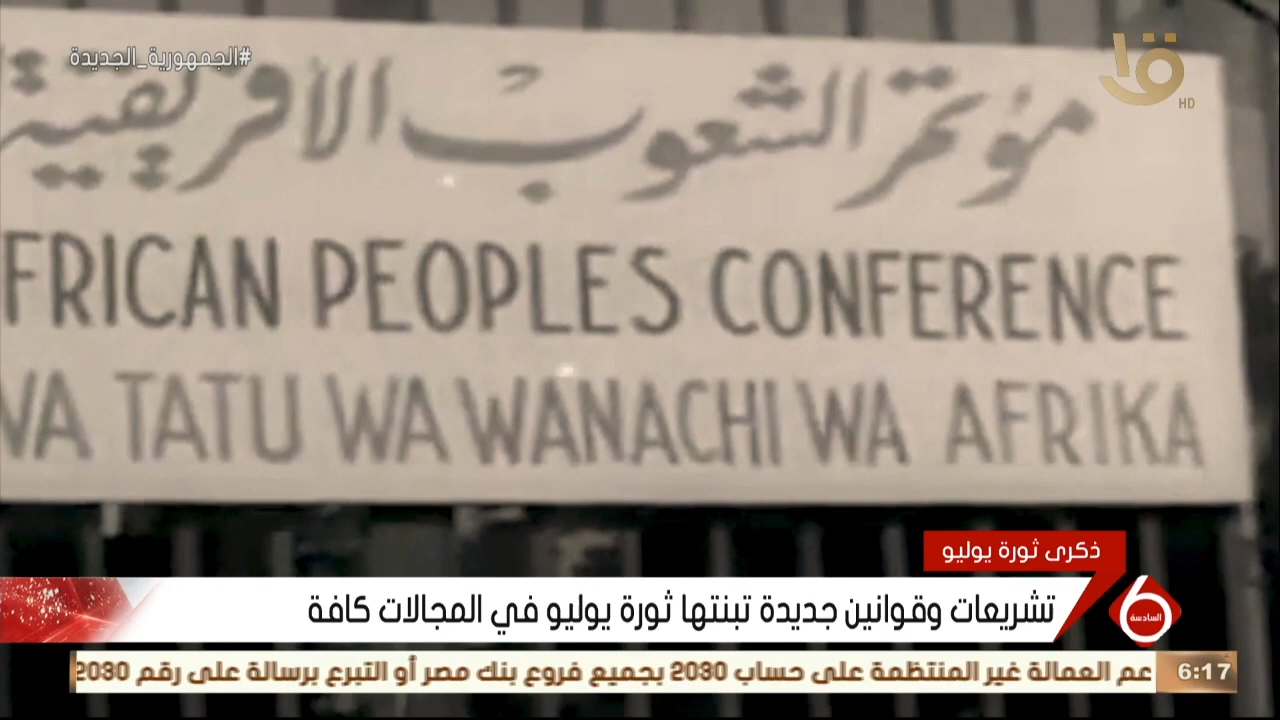 #الجمهورية_الجديدة
HD
مؤتمر الشعوب الأفريقية
FRICAN PEOPLES CONFERENCE
WA TATU WA WANACHI WA AFRIKA
ذكرى ثورة يوليو
تشريعات وقوانين جديدة تبنتها ثورة يوليو في المجالات كافة
6
السادسة
عم العمالة غير المنتظمة على حساب 2030 بجميع فروع بنك مصر أو التبرع برسالة على رقم 2030
6:17